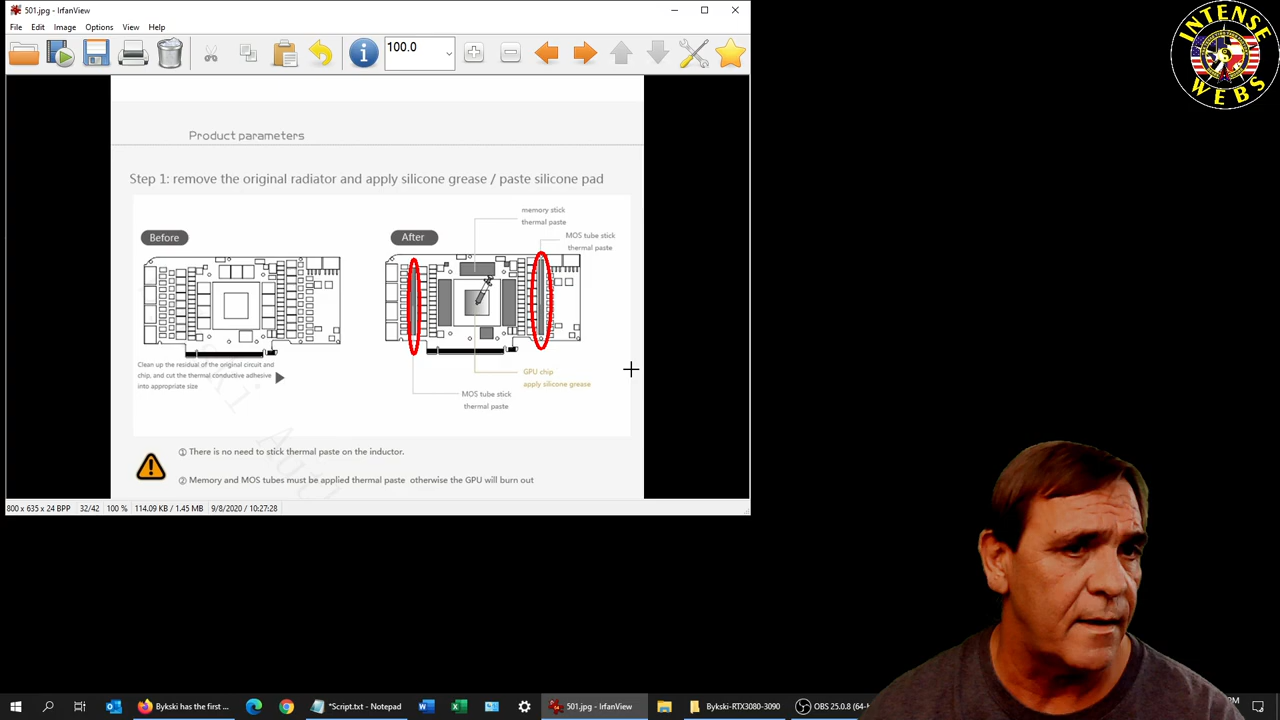 501.jpg - IrfanView
File Edit Image Options View Help
100.0
INTENSE
WEBS
Product parameters
Step 1: remove the original radiator and apply silicone grease / paste silicone pad
Before
After
memory stick
thermal paste
MOS tube stick
thermal paste
Clean up the residual of the original circuit and
chip, and cut the thermal conductive adhesive
into appropriate size
GPU chip
apply silicone grease
MOS tube stick
thermal paste
① There is no need to stick thermal paste on the inductor.
② Memory and MOS tubes must be applied thermal paste otherwise the GPU will burn out
800 x 635 x 24 BPP 32/42 100 % 114.09 KB / 1.45 MB 9/8/2020 / 10:27:28
Bykski has the first ... *Script.txt - Notepad 501.jpg - IrfanView Bykski-RTX3080-3090 OBS 25.0.8 (64-